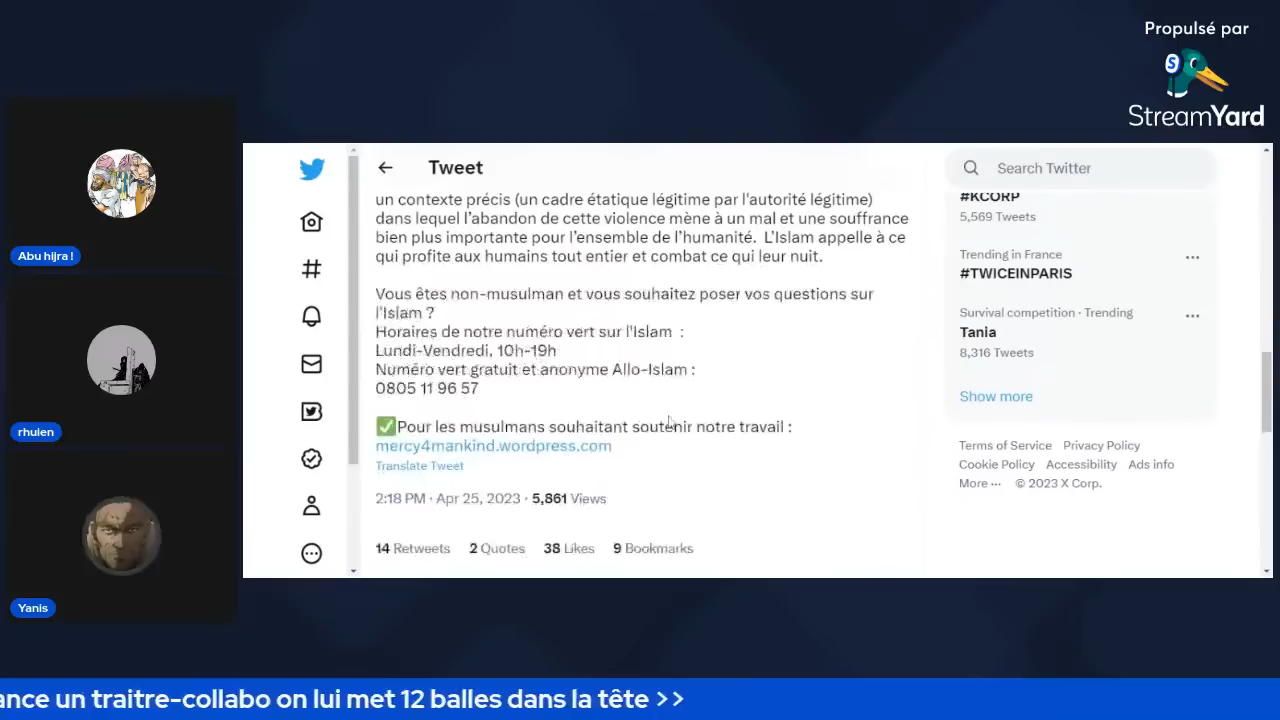 Propulsé par
StreamYard
Abu hijra !
rhuien
Yanis
Tweet
un contexte précis (un cadre étatique légitime par l'autorité légitime)
dans lequel l'abandon de cette violence mène à un mal et une souffrance
bien plus importante pour l'ensemble de l'humanité. L'Islam appelle à ce
qui profite aux humains tout entier et combat ce qui leur nuit.
Vous êtes non-musulman et vous souhaitez poser vos questions sur
l'Islam ?
Horaires de notre numéro vert sur l'Islam :
Lundi-Vendredi, 10h-19h
Numéro vert gratuit et anonyme Allo-Islam :
0805 11 96 57
✅Pour les musulmans souhaitant soutenir notre travail :
mercy4mankind.wordpress.com
Translate Tweet
2:18 PM · Apr 25, 2023 · 5,861 Views
14 Retweets 2 Quotes 38 Likes 9 Bookmarks
Search Twitter
#KCORP
5,569 Tweets
Trending in France
#TWICEINPARIS
Survival competition · Trending
Tania
8,316 Tweets
Show more
Terms of Service Privacy Policy
Cookie Policy Accessibility Ads info
More ··· © 2023 X Corp.
ance un traitre-collabo on lui met 12 balles dans la tête >>